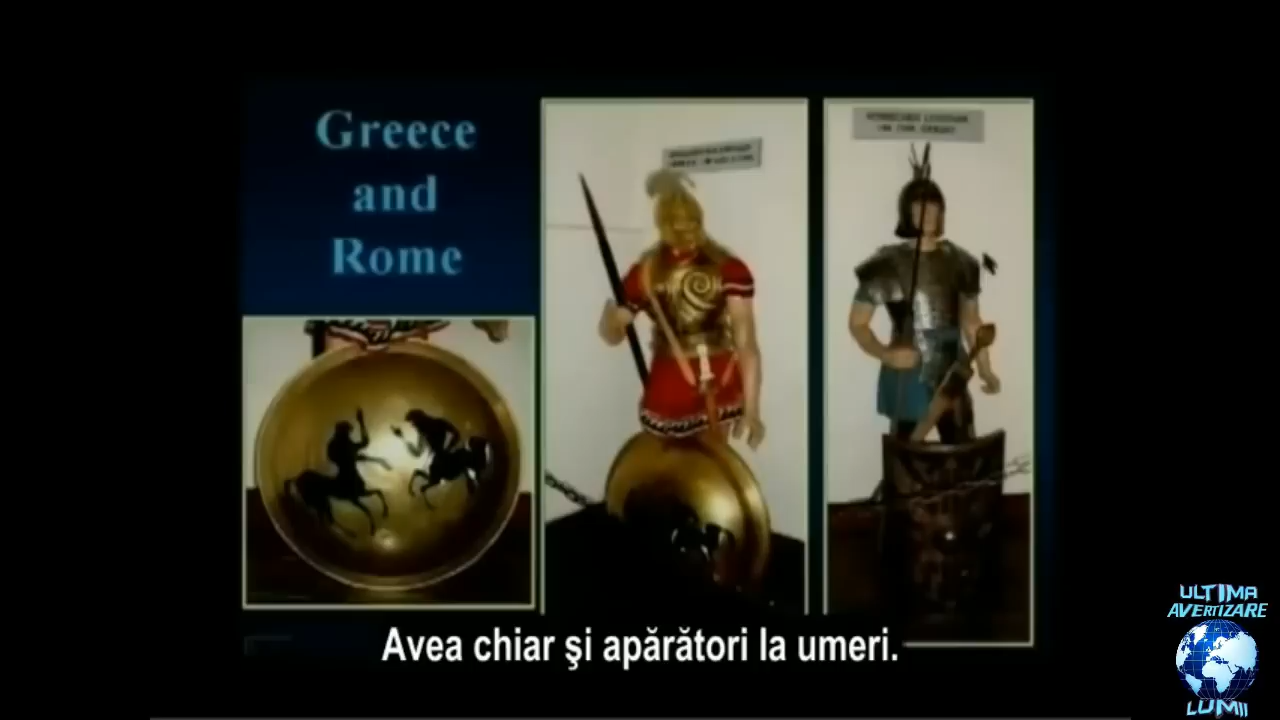 Greece
and
Rome
Avea chiar şi apărători la umeri.
ULTIMA
AVERTIZARE
LUMII